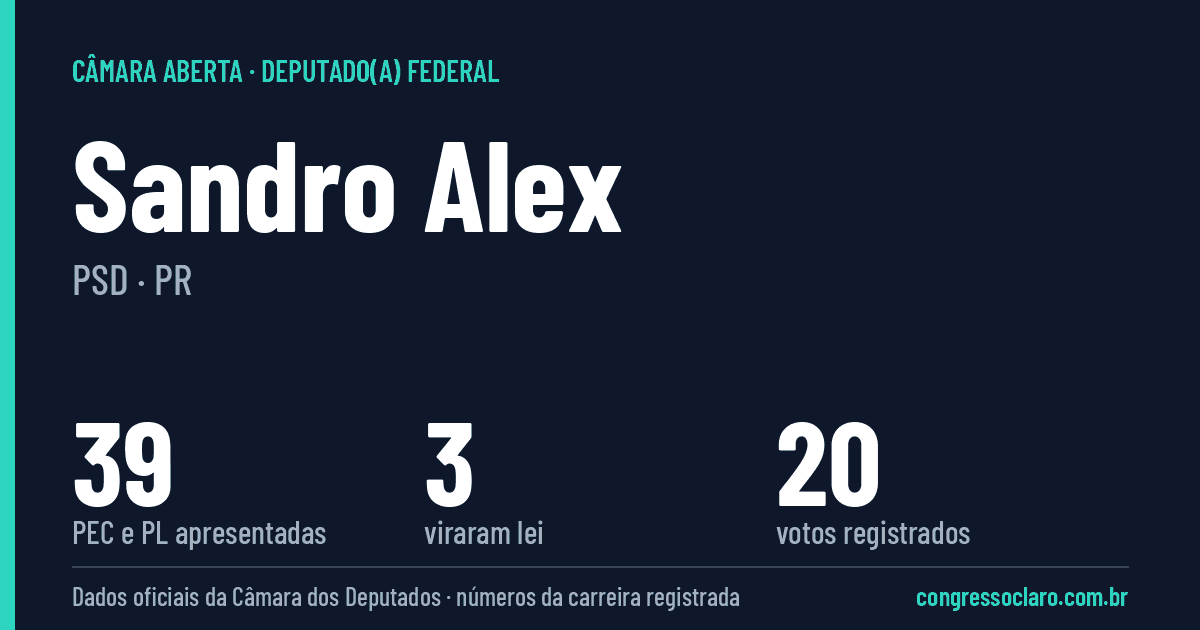 CÂMARA ABERTA · DEPUTADO(A) FEDERAL
Sandro Alex
PSD · PR
39 3 20
PEC e PL apresentadas viraram lei votos registrados
Dados oficiais da Câmara dos Deputados · números da carreira registrada congressoclaro.com.br